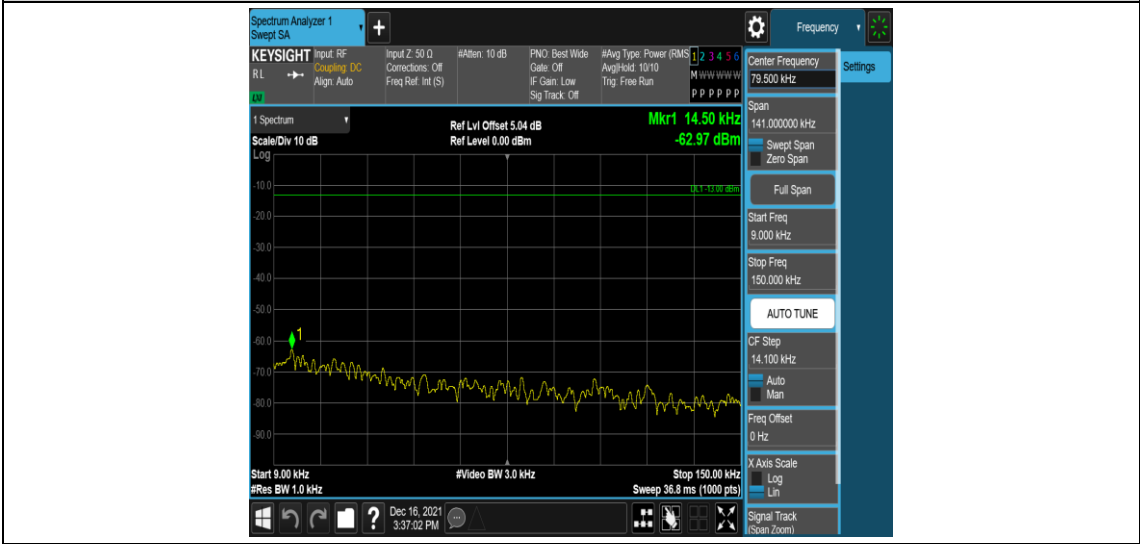 Spectrum Analyzer 1
Swept SA
+
Frequency
KEYSIGHT
RL
Input: RF
Coupling: DC
Align: Auto
Input Z: 50 Ω
Corrections: Off
Freq Ref: Int (S)
#Atten: 10 dB
PNO: Best Wide
Gate: Off
IF Gain: Low
Sig Track: Off
#Avg Type: Power (RMS
Avg|Hold: 10/10
Trig: Free Run
1 2 3 4 5 6
M W W W W W
P P P P P P
1 Spectrum
Scale/Div 10 dB
Log
Ref Lvl Offset 5.04 dB
Ref Level 0.00 dBm
Mkr1 14.50 kHz
-62.97 dBm
DL1 -13.00 dBm
-10.0
-20.0
-30.0
-40.0
-50.0
-60.0
-70.0
-80.0
-90.0
1
Start 9.00 kHz
#Res BW 1.0 kHz
#Video BW 3.0 kHz
Stop 150.00 kHz
Sweep 36.8 ms (1000 pts)
?
Dec 16, 2021
3:37:02 PM
Center Frequency
79.500 kHz
Settings
Span
141.000000 kHz
Swept Span
Zero Span
Full Span
Start Freq
9.000 kHz
Stop Freq
150.000 kHz
AUTO TUNE
CF Step
14.100 kHz
Auto
Man
Freq Offset
0 Hz
X Axis Scale
Log
Lin
Signal Track
(Span Zoom)